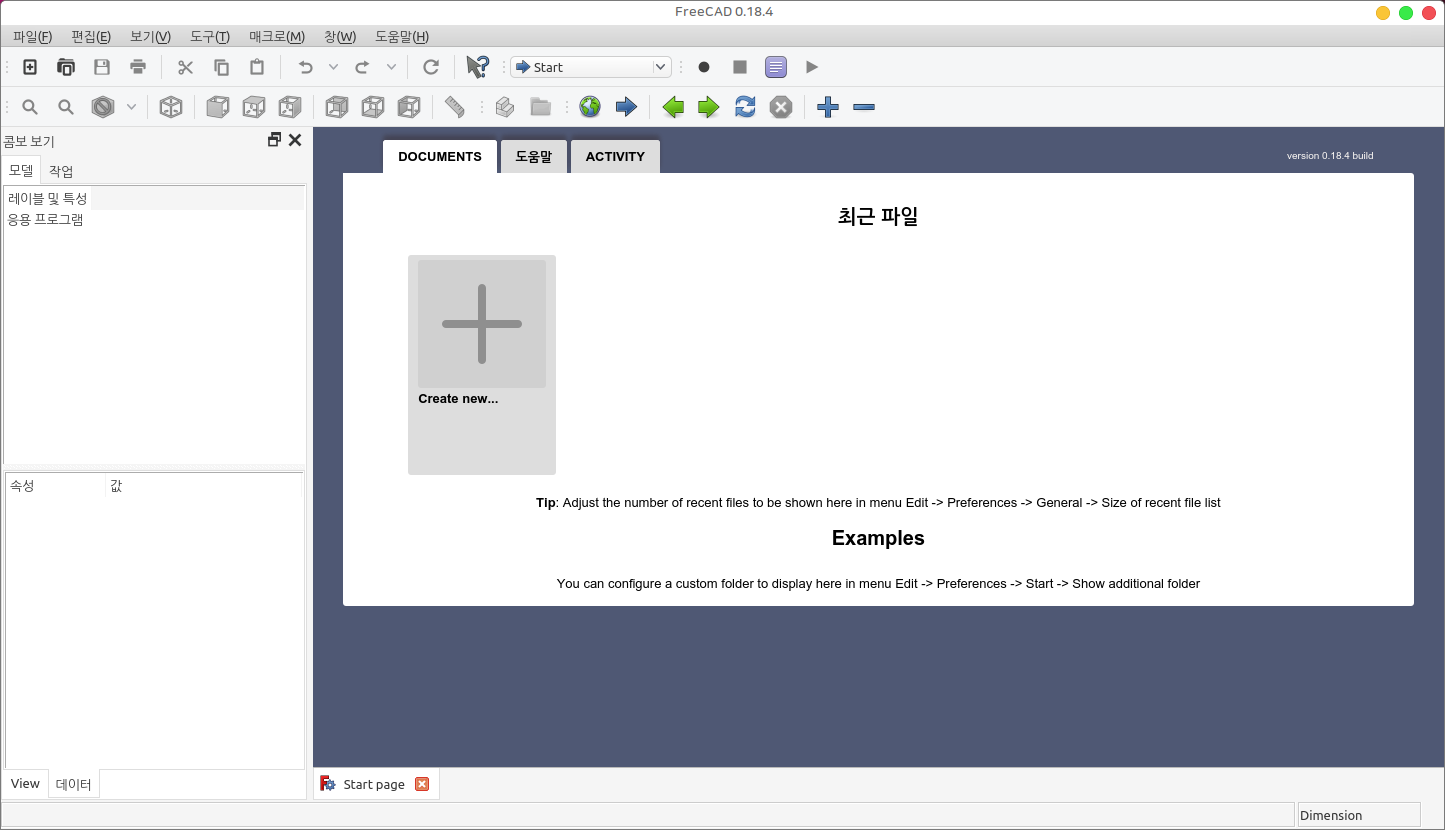 FreeCAD 0.18.4
파일(F) 편집(E) 보기(V) 도구(T) 매크로(M) 창(W) 도움말(H)
Start
콤보 보기
모델 작업
레이블 및 특성
응용 프로그램
속성 값
View 데이터
DOCUMENTS 도움말 ACTIVITY
version 0.18.4 build
최근 파일
Create new...
Tip: Adjust the number of recent files to be shown here in menu Edit -> Preferences -> General -> Size of recent file list
Examples
You can configure a custom folder to display here in menu Edit -> Preferences -> Start -> Show additional folder
Start page
Dimension